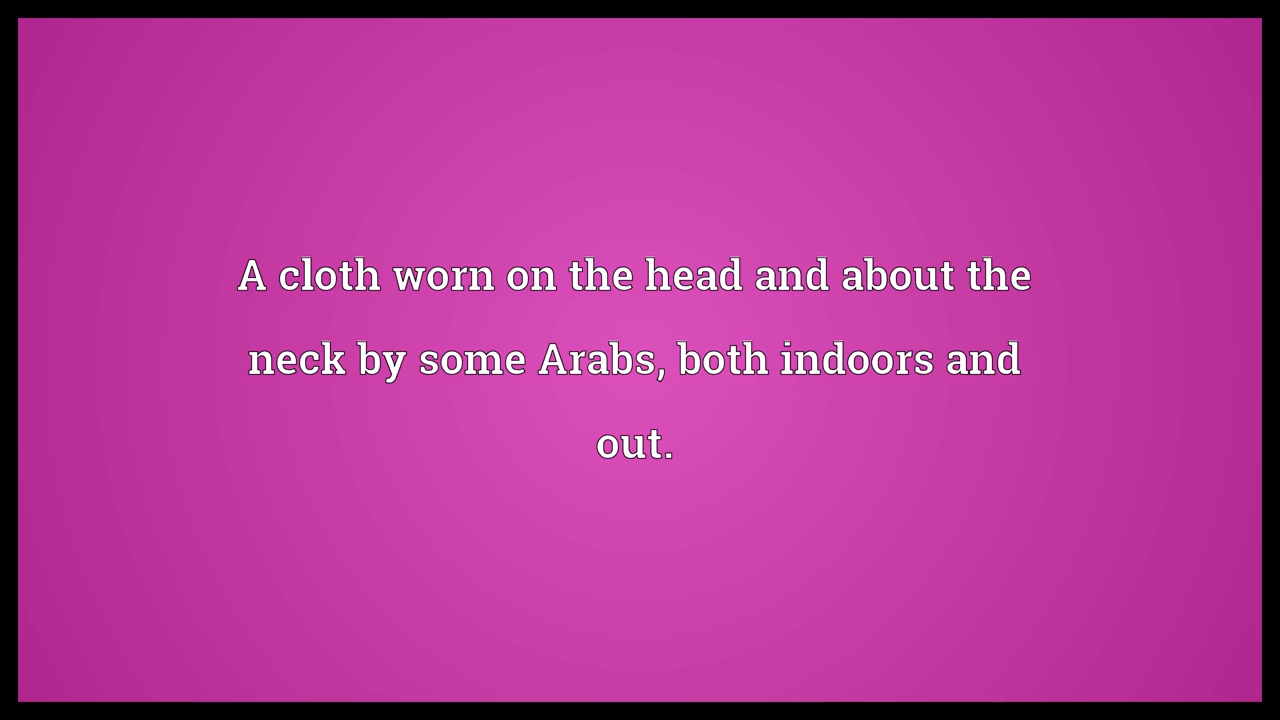 A cloth worn on the head and about the
neck by some Arabs, both indoors and
out.